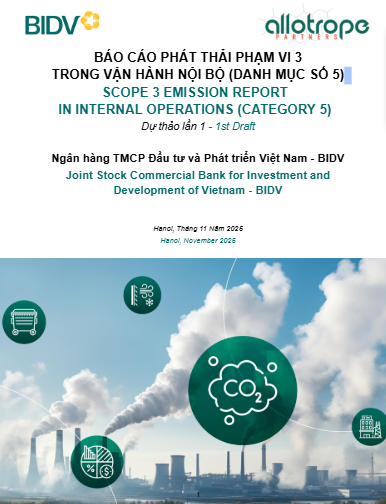 BIDV
allotrope
PARTNERS
BÁO CÁO PHÁT THẢI PHẠM VI 3
TRONG VẬN HÀNH NỘI BỘ (DANH MỤC SỐ 5)
SCOPE 3 EMISSION REPORT
IN INTERNAL OPERATIONS (CATEGORY 5)
Dự thảo lần 1 - 1st Draft
Ngân hàng TMCP Đầu tư và Phát triển Việt Nam - BIDV
Joint Stock Commercial Bank for Investment and
Development of Vietnam - BIDV
Hanoi, Tháng 11 Năm 2025
Hanoi, November 2025
CO2
%
$
1